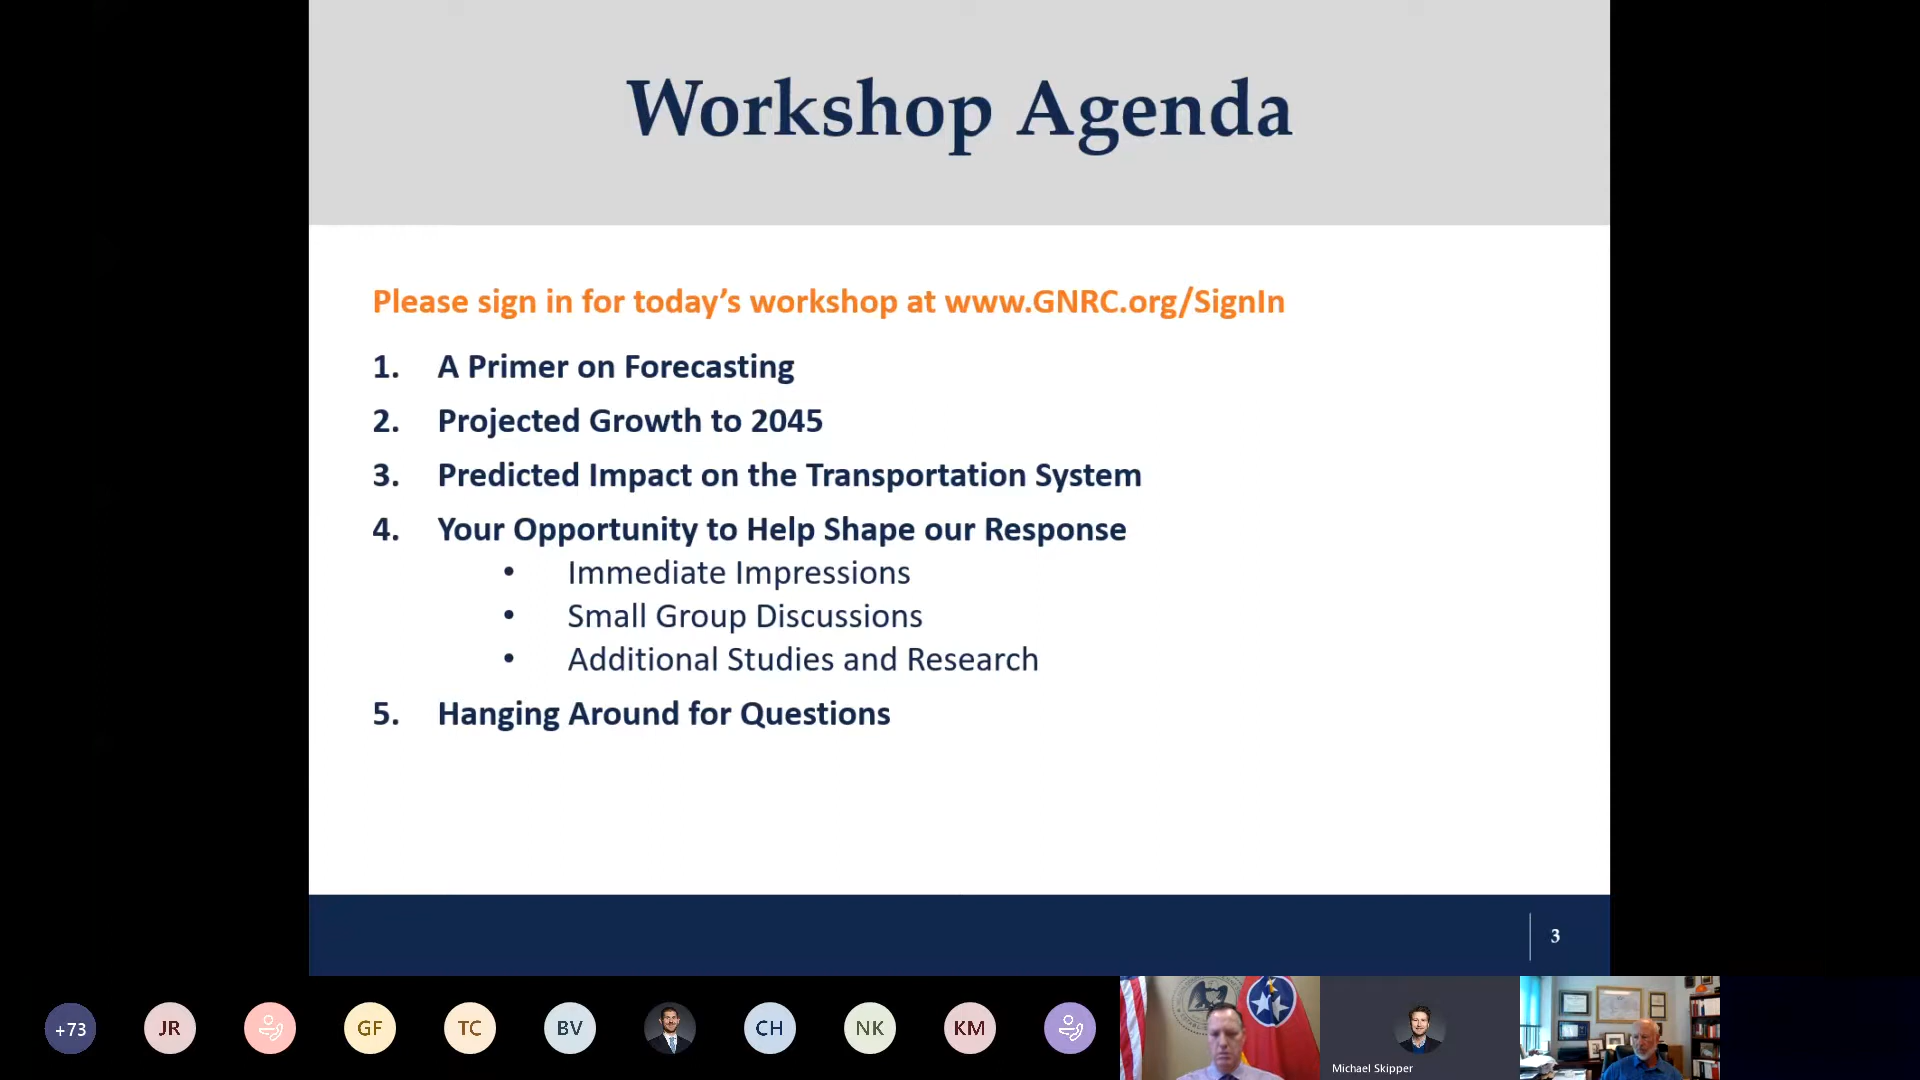 Workshop Agenda
Please sign in for today’s workshop at www.GNRC.org/SignIn
1. A Primer on Forecasting
2. Projected Growth to 2045
3. Predicted Impact on the Transportation System
4. Your Opportunity to Help Shape our Response
• Immediate Impressions
• Small Group Discussions
• Additional Studies and Research
5. Hanging Around for Questions
3
+73 JR GF TC BV CH NK KM
Michael Skipper